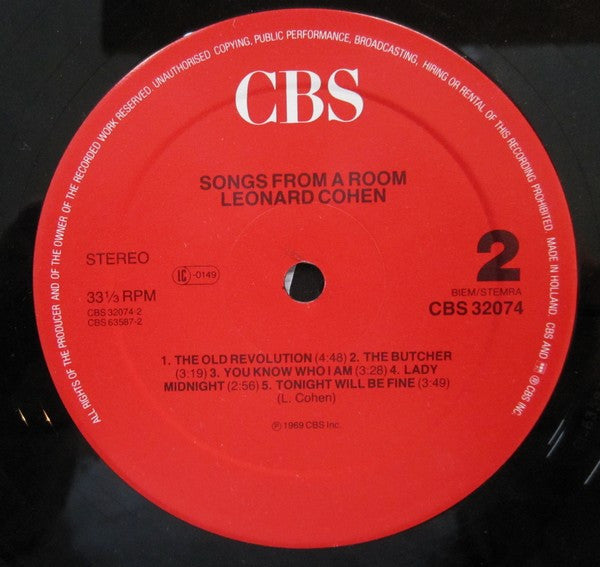 ALL RIGHTS OF THE PRODUCER AND OF THE OWNER OF THE RECORDED WORK RESERVED. UNAUTHORISED COPYING, PUBLIC PERFORMANCE, BROADCASTING, HIRING OR RENTAL OF THIS RECORDING PROHIBITED. MADE IN HOLLAND. CBS AND ® CBS INC.
CBS
SONGS FROM A ROOM
LEONARD COHEN
STEREO
LC -0149
2
33⅓ RPM
BIEM/STEMRA
CBS 32074-2
CBS 32074
CBS 63587-2
1. THE OLD REVOLUTION (4:48) 2. THE BUTCHER
(3:19) 3. YOU KNOW WHO I AM (3:28) 4. LADY
MIDNIGHT (2:56) 5. TONIGHT WILL BE FINE (3:49)
(L. Cohen)
℗ 1969 CBS Inc.